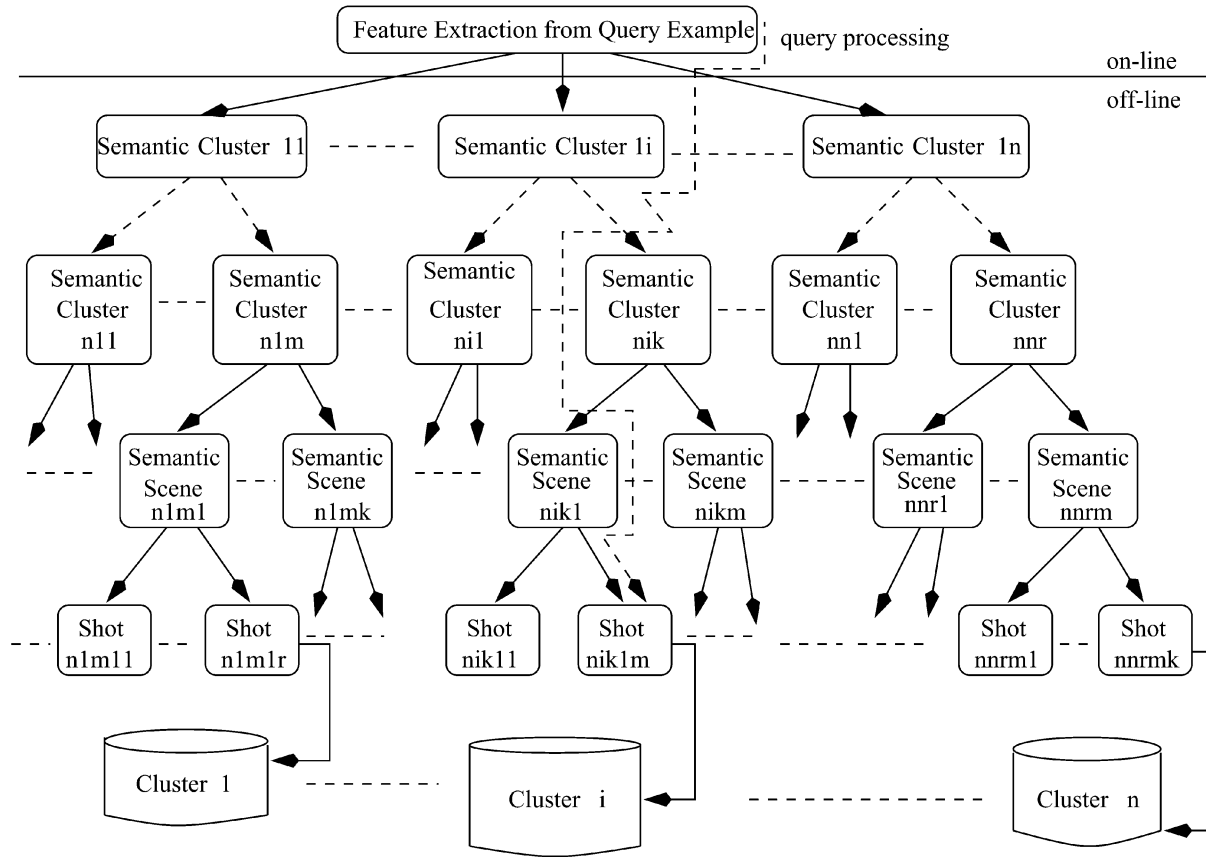 Feature Extraction from Query Example
query processing
on-line
off-line
Semantic Cluster 11
Semantic Cluster 1i
Semantic Cluster 1n
Semantic
Cluster
n11
Semantic
Cluster
n1m
Semantic
Cluster
ni1
Semantic
Cluster
nik
Semantic
Cluster
nn1
Semantic
Cluster
nnr
Semantic
Scene
n1m1
Semantic
Scene
n1mk
Semantic
Scene
nik1
Semantic
Scene
nikm
Semantic
Scene
nnr1
Semantic
Scene
nnrm
Shot
n1m11
Shot
n1m1r
Shot
nik11
Shot
nik1m
Shot
nnrm1
Shot
nnrmk
Cluster 1
Cluster i
Cluster n